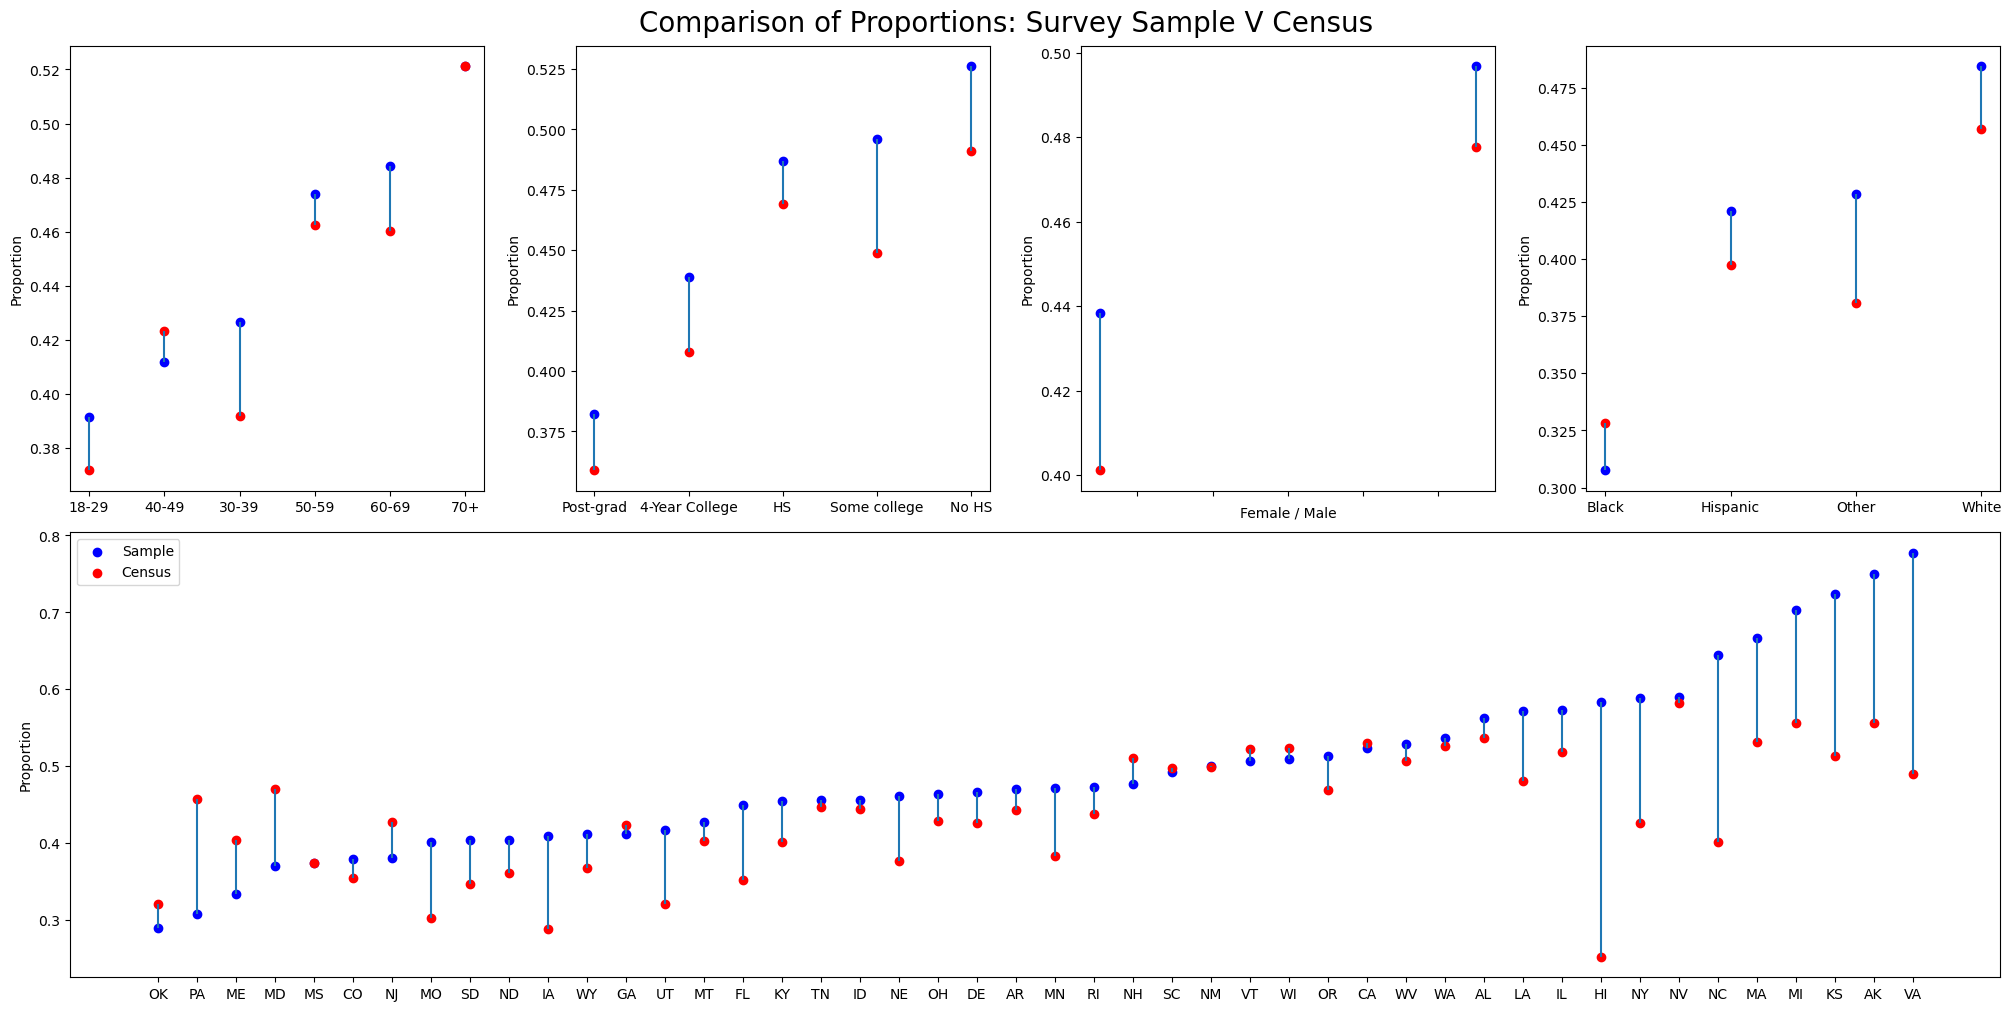 Comparison of Proportions: Survey Sample V Census
Proportion
0.52
0.50
0.48
0.46
0.44
0.42
0.40
0.38
18-29 40-49 30-39 50-59 60-69 70+
Proportion
0.525
0.500
0.475
0.450
0.425
0.400
0.375
Post-grad 4-Year College HS Some college No HS
Proportion
0.50
0.48
0.46
0.44
0.42
0.40
Female / Male
Proportion
0.475
0.450
0.425
0.400
0.375
0.350
0.325
0.300
Black Hispanic Other White
Proportion
0.8
0.7
0.6
0.5
0.4
0.3
Sample
Census
OK PA ME MD MS CO NJ MO SD ND IA WY GA UT MT FL KY TN ID NE OH DE AR MN RI NH SC NM VT WI OR CA WV WA AL LA IL HI NY NV NC MA MI KS AK VA